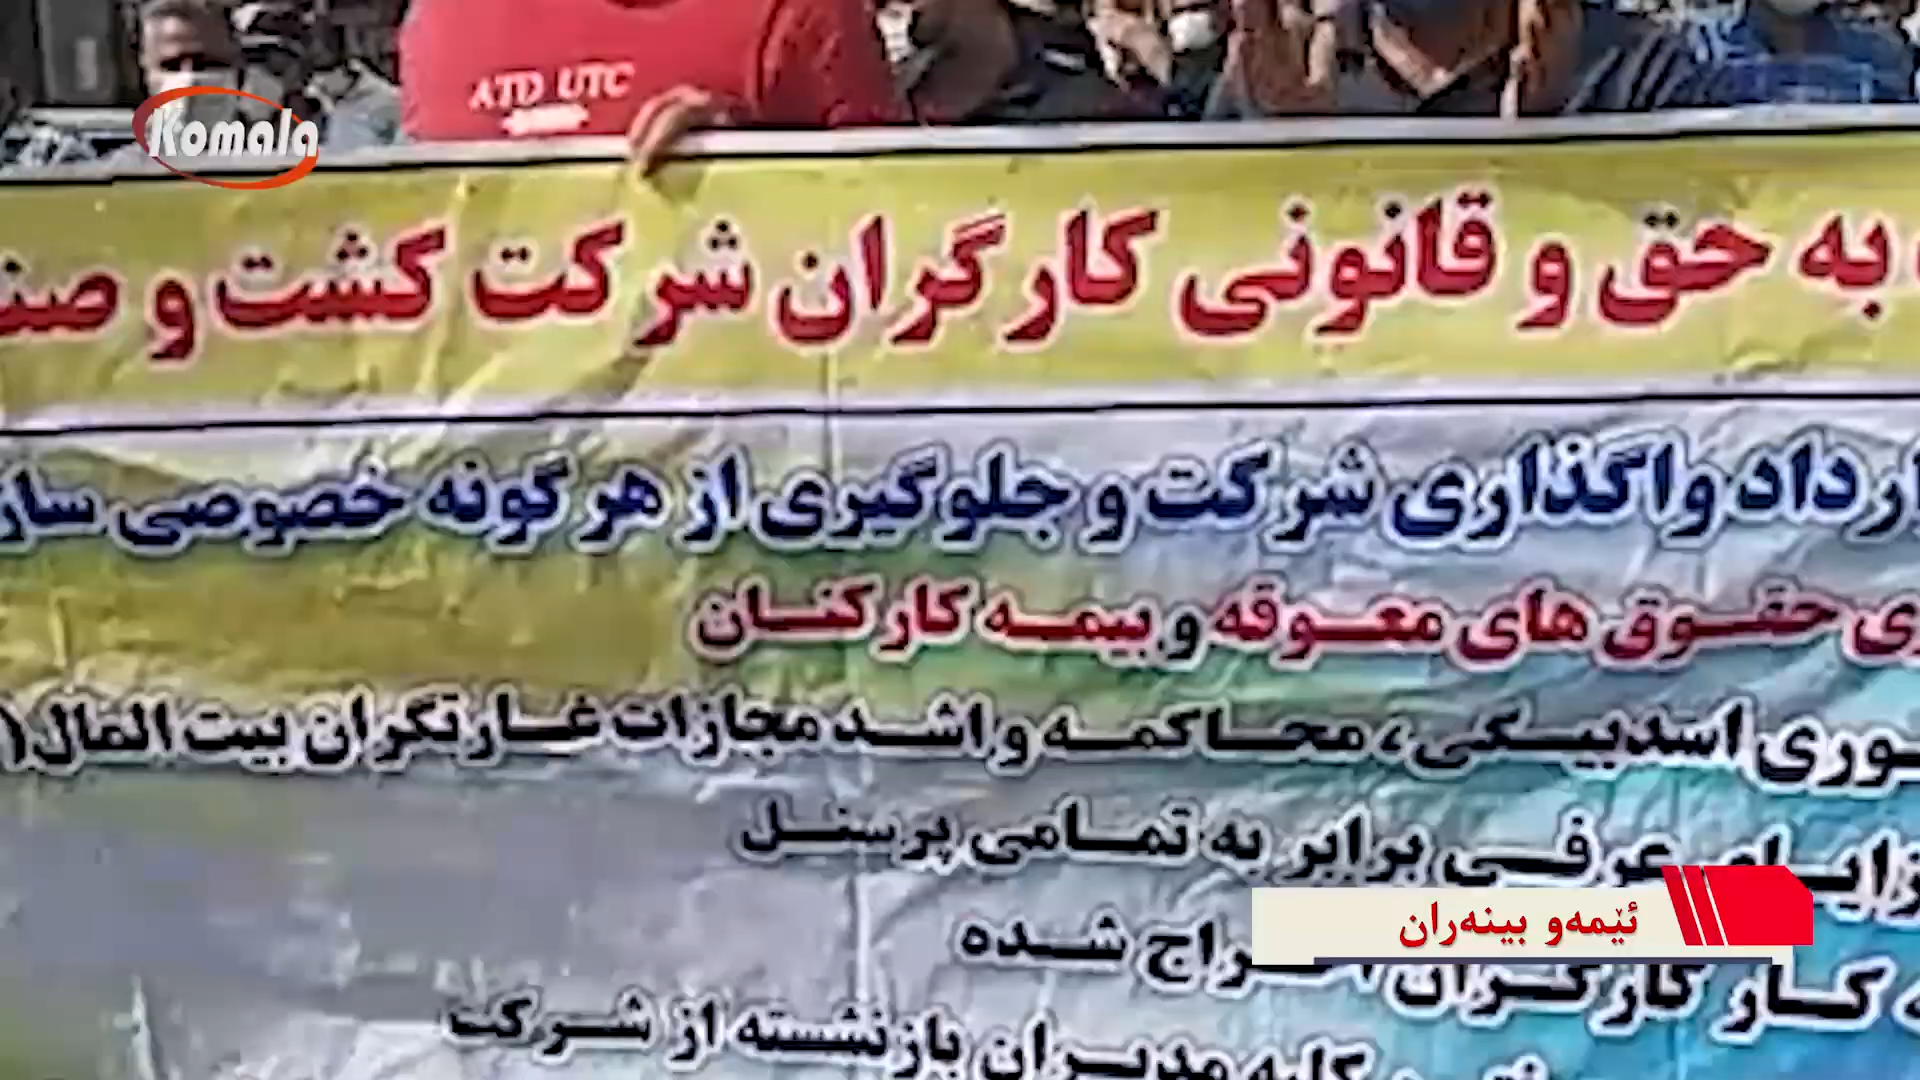 ATD UTC
Komala
به حق و قانونی کارگران شرکت کشت و
واگذاری شرکت و جلوگیری از هر گونه خصوصی
حقوق های معوقه و بیمه کارکنان
اسدبیگی، محاکمه و اشد مجازات غارتگران بیت المال(
عرفی برابر به تمامی پرسنل
ئێمەو بینەران
کار کارگران اخراج شده
کلیه مدیران بازنشسته از شرکت